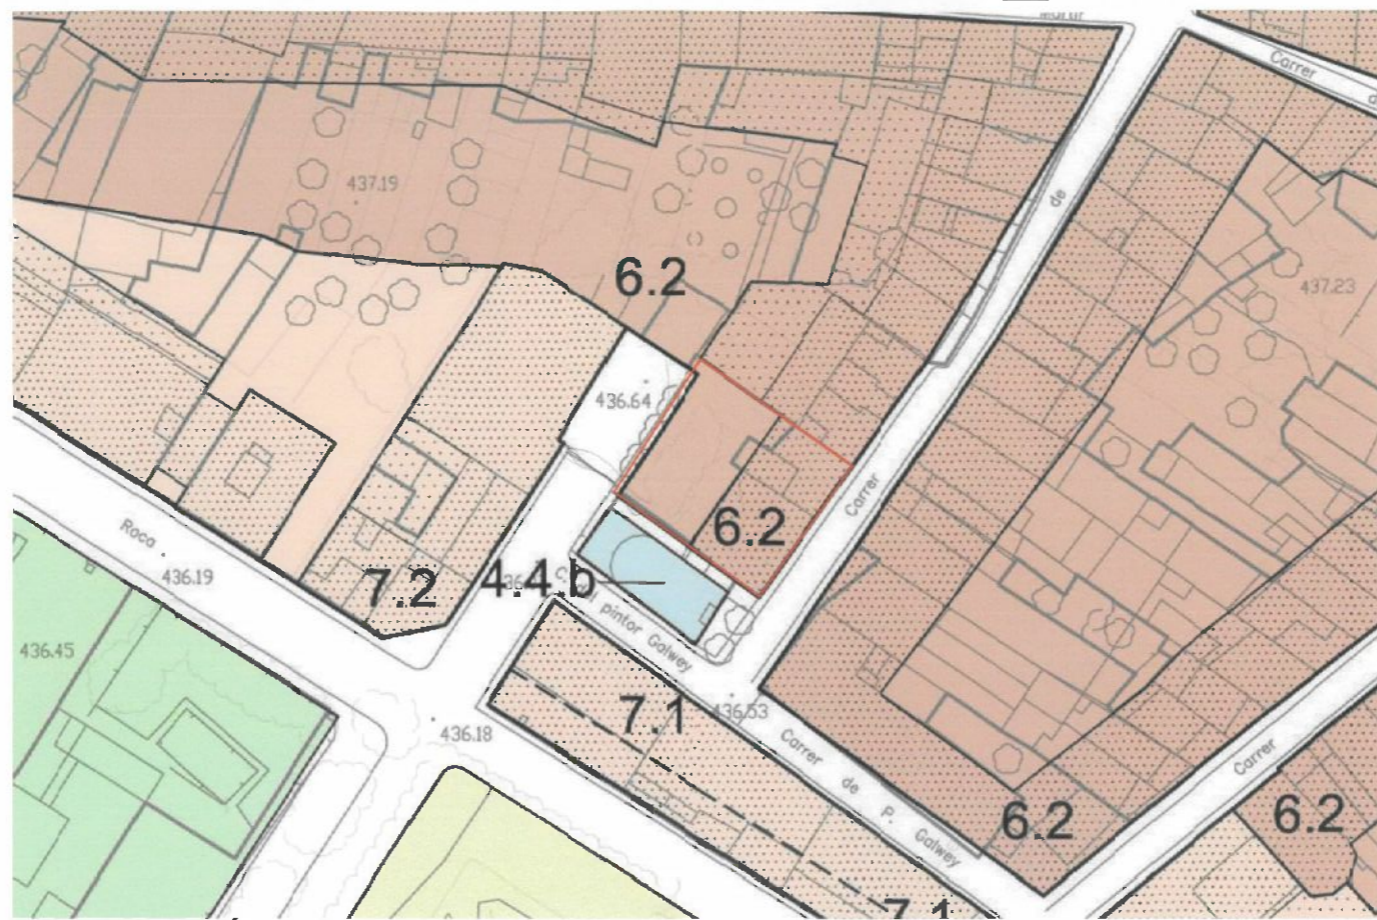 Carrer
437.19
de
6.2
437.23
436.64
Carrer
6.2
Roca
436.19
7.2
4.4.b
pintor Galwey
436.45
7.1
436.53
436.18
Carrer de P. Galwey
Carrer
6.2
6.2
7.1